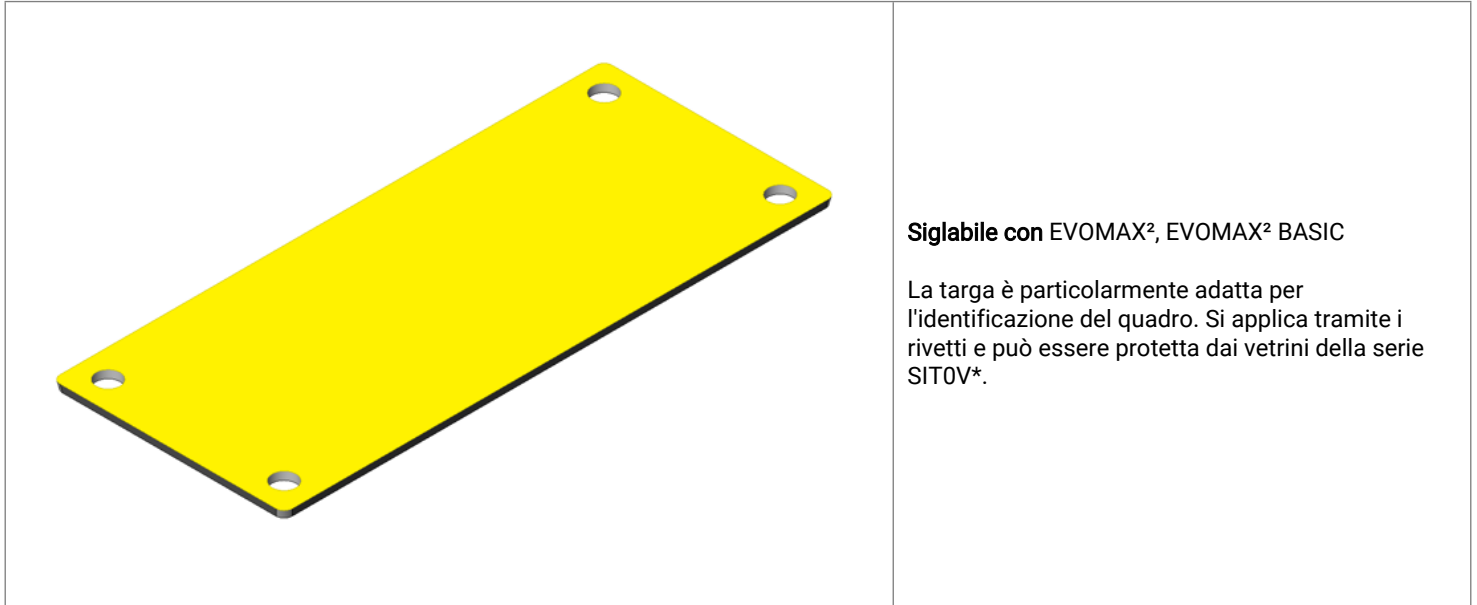 Siglabile con EVOMAX², EVOMAX² BASIC
La targa è particolarmente adatta per
l'identificazione del quadro. Si applica tramite i
rivetti e può essere protetta dai vetrini della serie
SIT0V*.